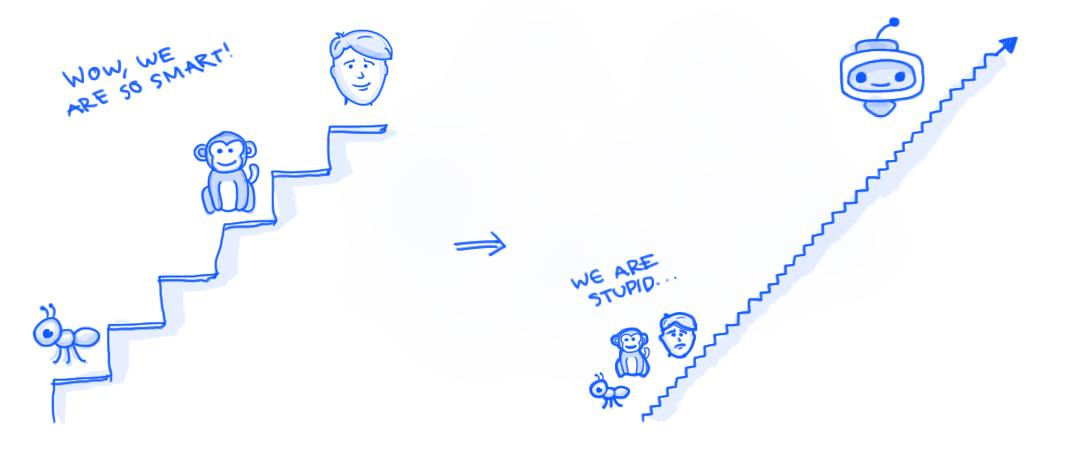 WOW, WE
ARE SO SMART!
WE ARE
STUPID...